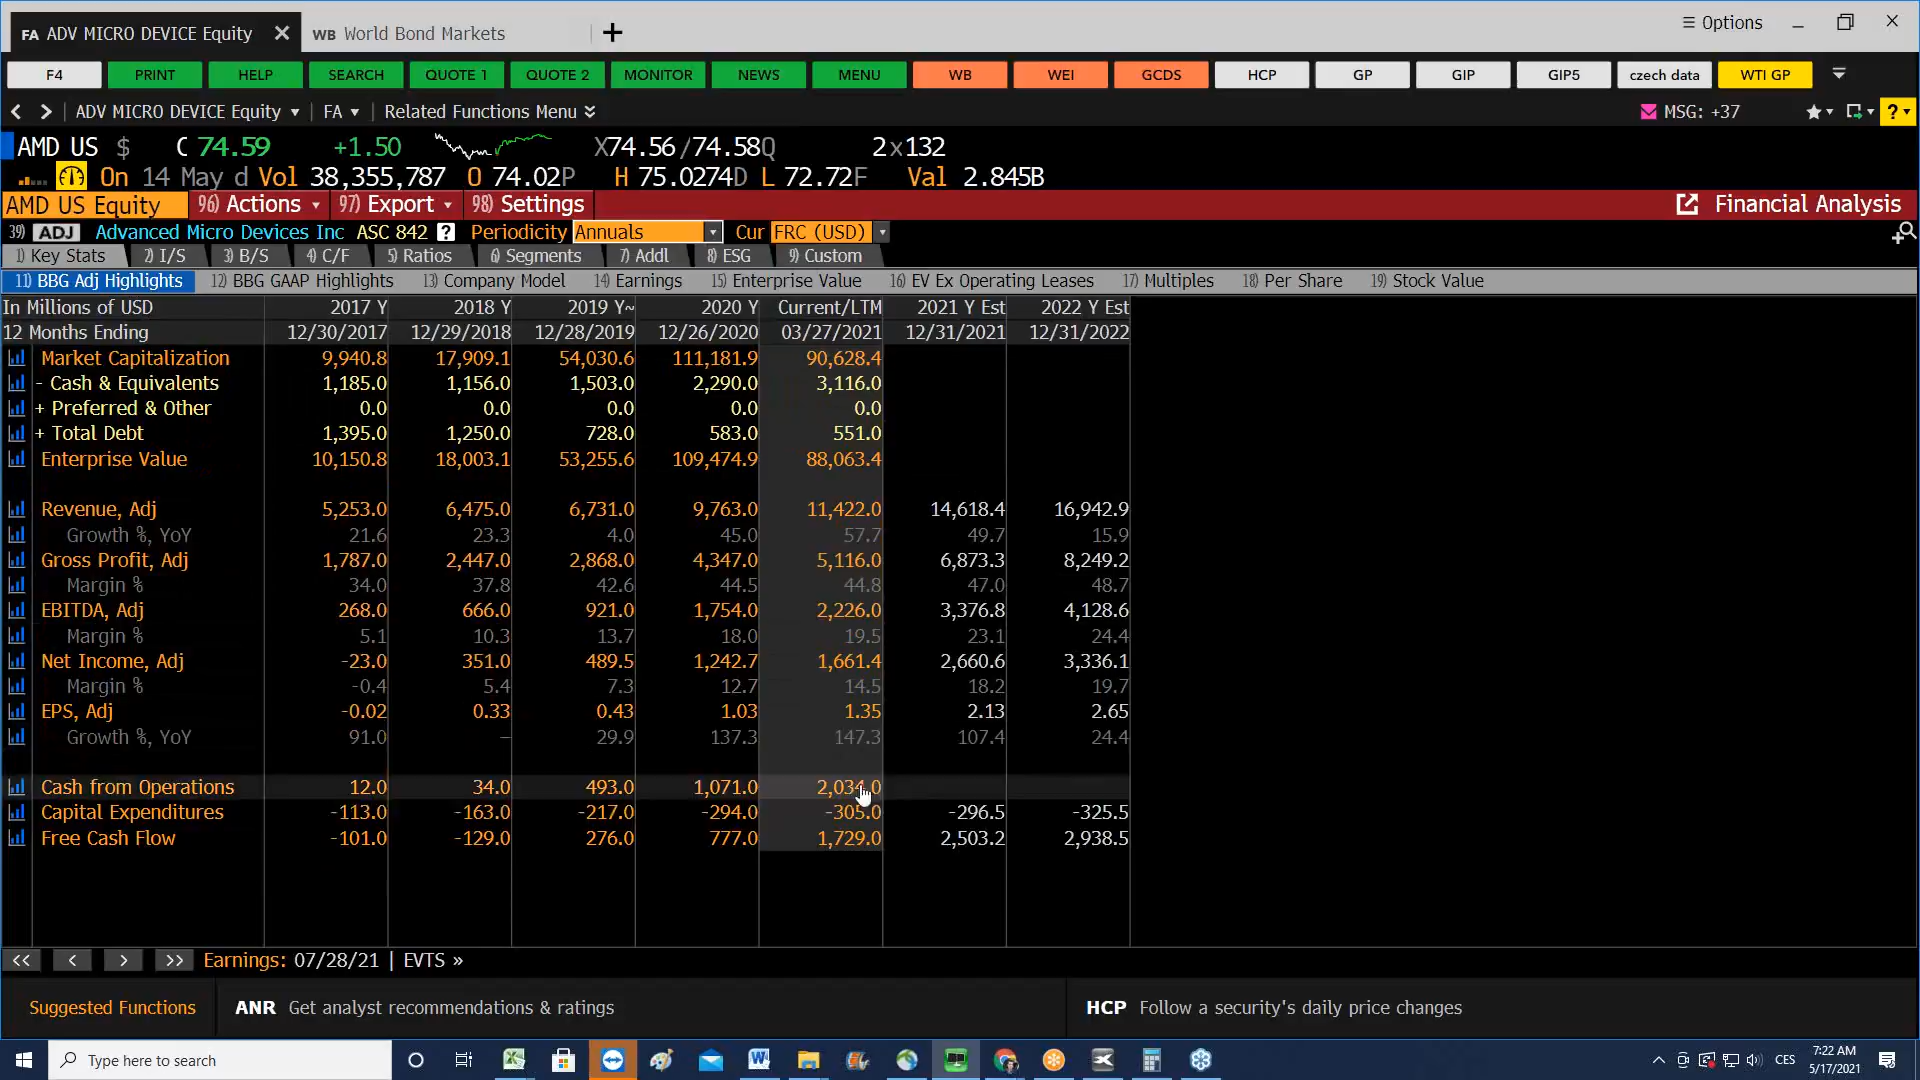 FA ADV MICRO DEVICE Equity ✕ WB World Bond Markets + ☰ Options
F4 PRINT HELP SEARCH QUOTE 1 QUOTE 2 MONITOR NEWS MENU WB WEI GCDS HCP GP GIP GIP5 czech data WTI GP
< > ADV MICRO DEVICE Equity FA Related Functions Menu MSG: +37 ?
AMD US $ C 74.59 +1.50 X74.56/74.58Q 2x132
On 14 May d Vol 38,355,787 O 74.02P H 75.0274D L 72.72F Val 2.845B
AMD US Equity 96) Actions 97) Export 98) Settings Financial Analysis
39) ADJ Advanced Micro Devices Inc ASC 842 ? Periodicity Annuals Cur FRC (USD)
1) Key Stats 2) I/S 3) B/S 4) C/F 5) Ratios 6) Segments 7) Addl 8) ESG 9) Custom
11) BBG Adj Highlights 12) BBG GAAP Highlights 13) Company Model 14) Earnings 15) Enterprise Value 16) EV Ex Operating Leases 17) Multiples 18) Per Share 19) Stock Value
In Millions of USD 2017 Y 2018 Y 2019 Y~ 2020 Y Current/LTM 2021 Y Est 2022 Y Est
12 Months Ending 12/30/2017 12/29/2018 12/28/2019 12/26/2020 03/27/2021 12/31/2021 12/31/2022
Market Capitalization 9,940.8 17,909.1 54,030.6 111,181.9 90,628.4
- Cash & Equivalents 1,185.0 1,156.0 1,503.0 2,290.0 3,116.0
+ Preferred & Other 0.0 0.0 0.0 0.0 0.0
+ Total Debt 1,395.0 1,250.0 728.0 583.0 551.0
Enterprise Value 10,150.8 18,003.1 53,255.6 109,474.9 88,063.4
Revenue, Adj 5,253.0 6,475.0 6,731.0 9,763.0 11,422.0 14,618.4 16,942.9
Growth %, YoY 21.6 23.3 4.0 45.0 57.7 49.7 15.9
Gross Profit, Adj 1,787.0 2,447.0 2,868.0 4,347.0 5,116.0 6,873.3 8,249.2
Margin % 34.0 37.8 42.6 44.5 44.8 47.0 48.7
EBITDA, Adj 268.0 666.0 921.0 1,754.0 2,226.0 3,376.8 4,128.6
Margin % 5.1 10.3 13.7 18.0 19.5 23.1 24.4
Net Income, Adj -23.0 351.0 489.5 1,242.7 1,661.4 2,660.6 3,336.1
Margin % -0.4 5.4 7.3 12.7 14.5 18.2 19.7
EPS, Adj -0.02 0.33 0.43 1.03 1.35 2.13 2.65
Growth %, YoY 91.0 – 29.9 137.3 147.3 107.4 24.4
Cash from Operations 12.0 34.0 493.0 1,071.0 2,034.0
Capital Expenditures -113.0 -163.0 -217.0 -294.0 -305.0 -296.5 -325.5
Free Cash Flow -101.0 -129.0 276.0 777.0 1,729.0 2,503.2 2,938.5
<< < > >> Earnings: 07/28/21 | EVTS »
Suggested Functions ANR Get analyst recommendations & ratings HCP Follow a security's daily price changes
Type here to search CES 7:22 AM
5/17/2021